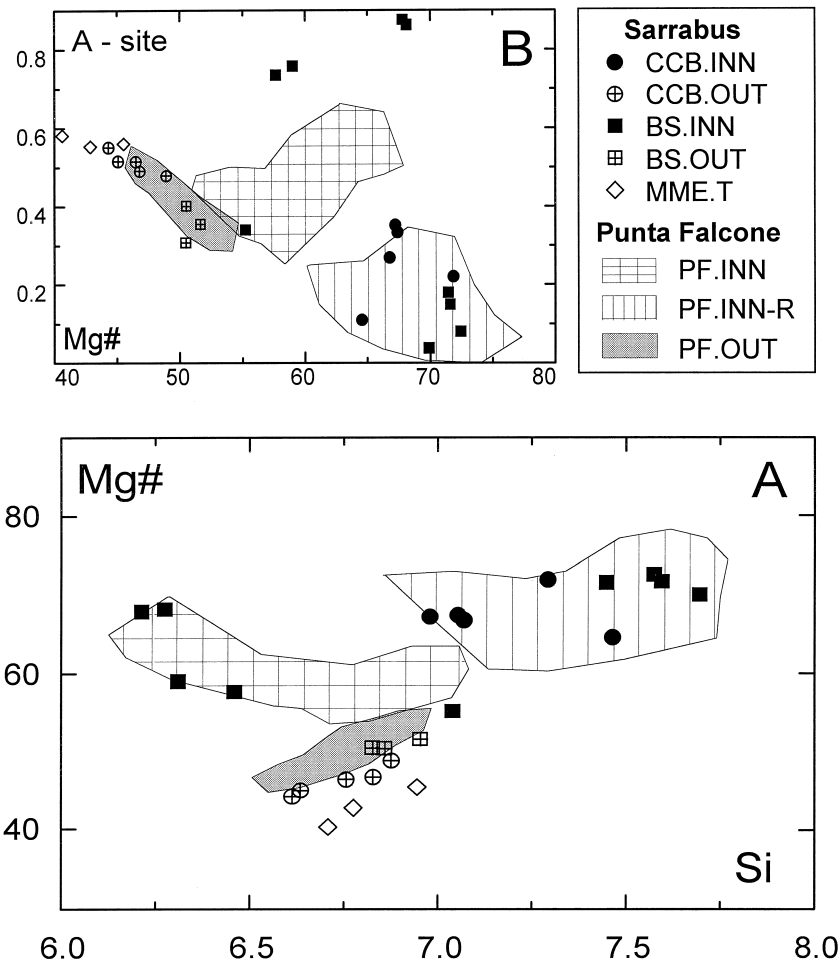 A - site
B
0.8
0.6
0.4
0.2
Mg#
40 50 60 70 80
Sarrabus
CCB.INN
CCB.OUT
BS.INN
BS.OUT
MME.T
Punta Falcone
PF.INN
PF.INN-R
PF.OUT
Mg#
A
80
60
40
Si
6.0 6.5 7.0 7.5 8.0